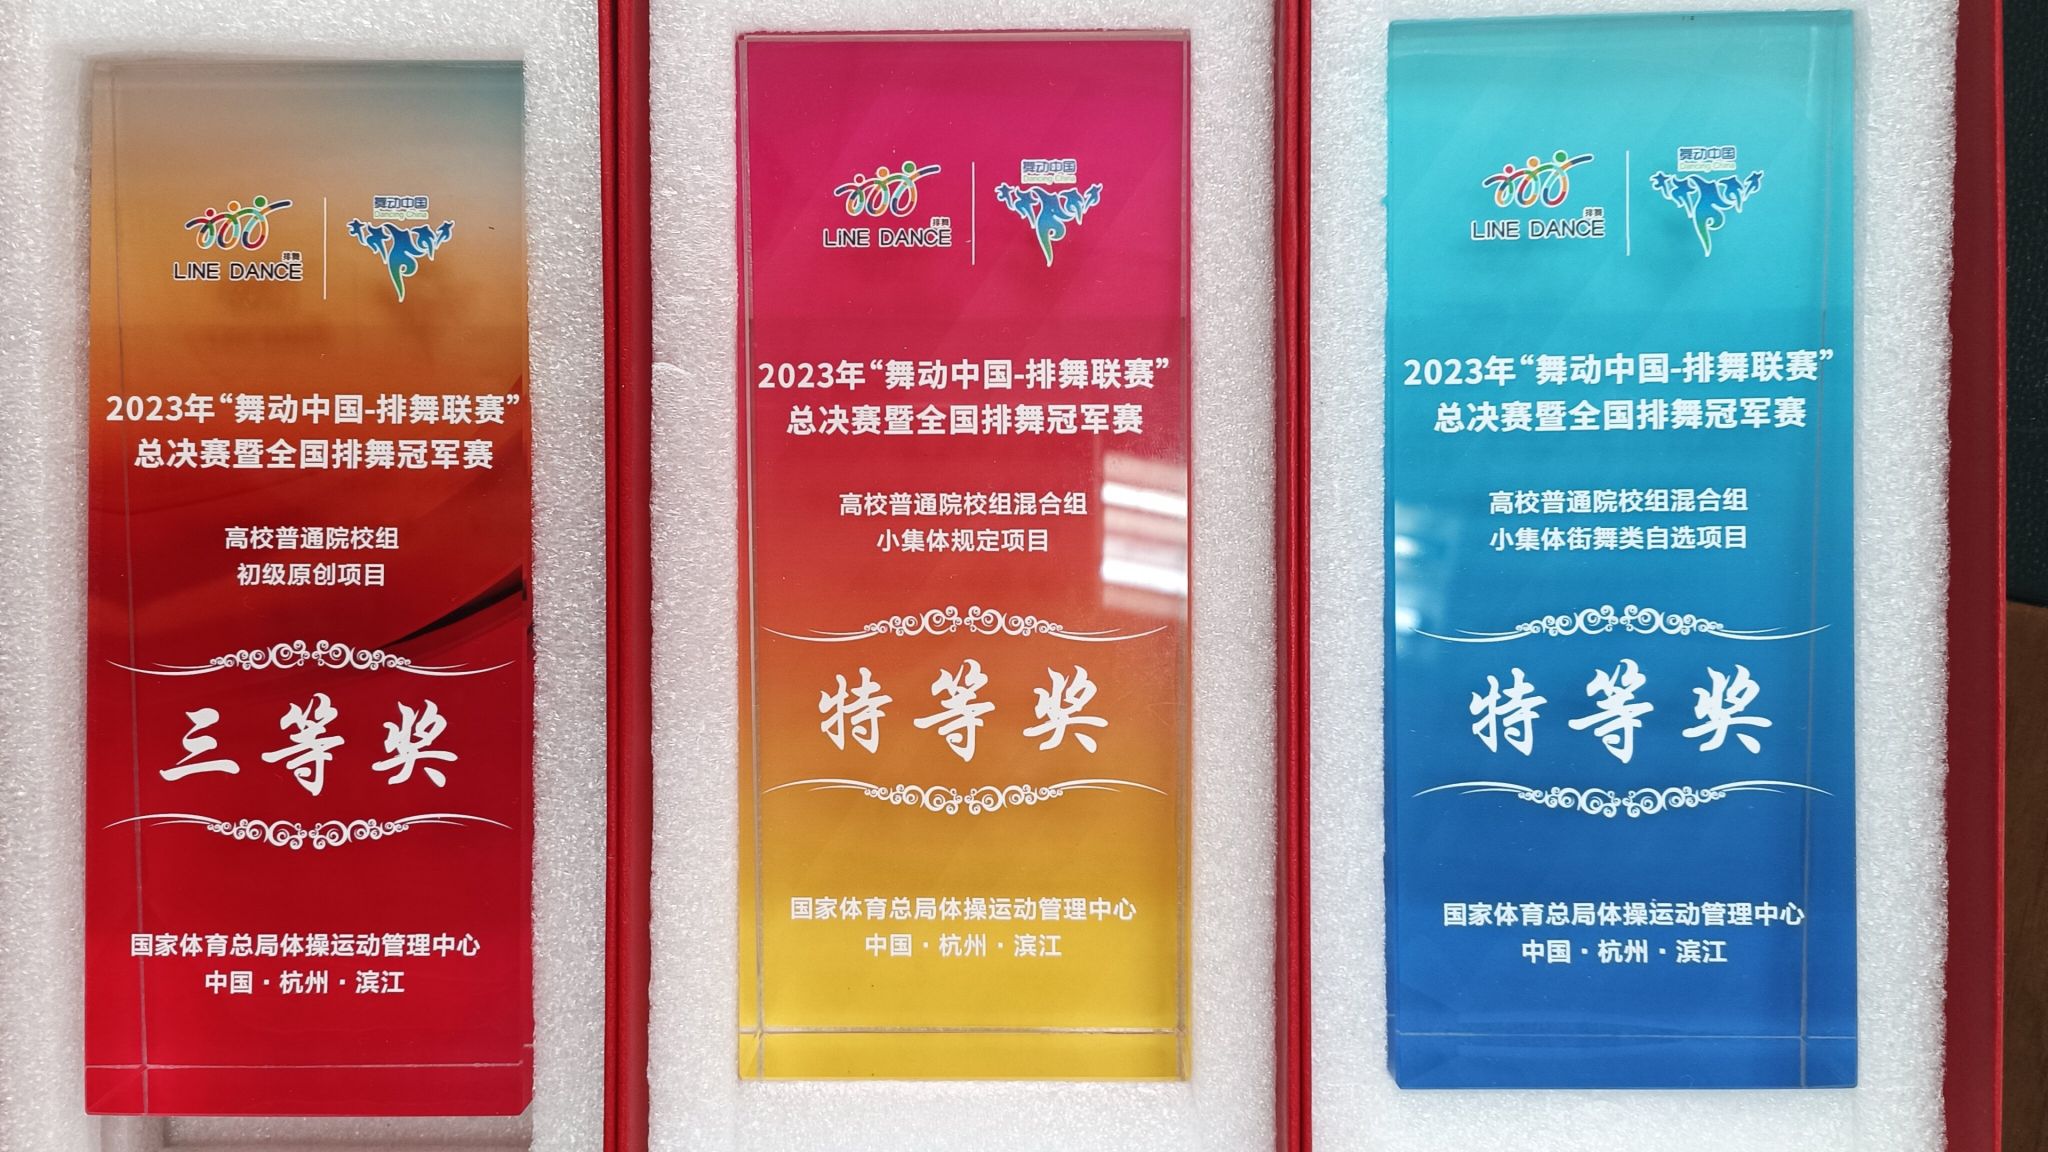 排舞
LINE DANCE
舞动中国
Dancing China
2023年“舞动中国-排舞联赛”
总决赛暨全国排舞冠军赛
高校普通院校组
初级原创项目
三等奖
国家体育总局体操运动管理中心
中国·杭州·滨江
排舞
LINE DANCE
舞动中国
Dancing China
2023年“舞动中国-排舞联赛”
总决赛暨全国排舞冠军赛
高校普通院校组混合组
小集体规定项目
特等奖
国家体育总局体操运动管理中心
中国·杭州·滨江
排舞
LINE DANCE
舞动中国
Dancing China
2023年“舞动中国-排舞联赛”
总决赛暨全国排舞冠军赛
高校普通院校组混合组
小集体街舞类自选项目
特等奖
国家体育总局体操运动管理中心
中国·杭州·滨江